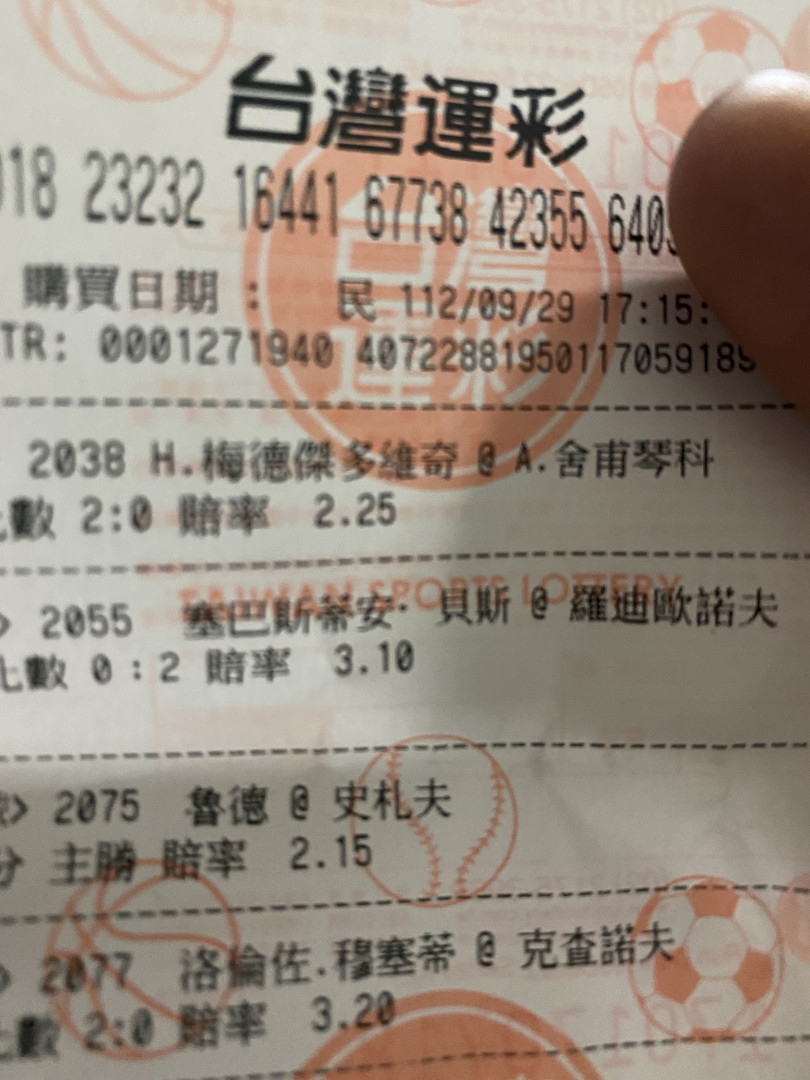 台灣運彩
018 23232 16441 67738 42355 640
購買日期 : 民 112/09/29 17:15:
TR: 0001271940 40722881950117059189
2038 H.梅德傑多維奇 @ A.舍甫琴科
數 2:0 賠率 2.25
TAIWAN SPORTS LOTTERY
> 2055 塞巴斯蒂安· 貝斯 @ 羅迪歐諾夫
比數 0:2 賠率 3.10
> 2075 魯德 @ 史札夫
分 主勝 賠率 2.15
> 2077 洛倫佐.穆塞蒂 @ 克查諾夫
數 2:0 賠率 3.20